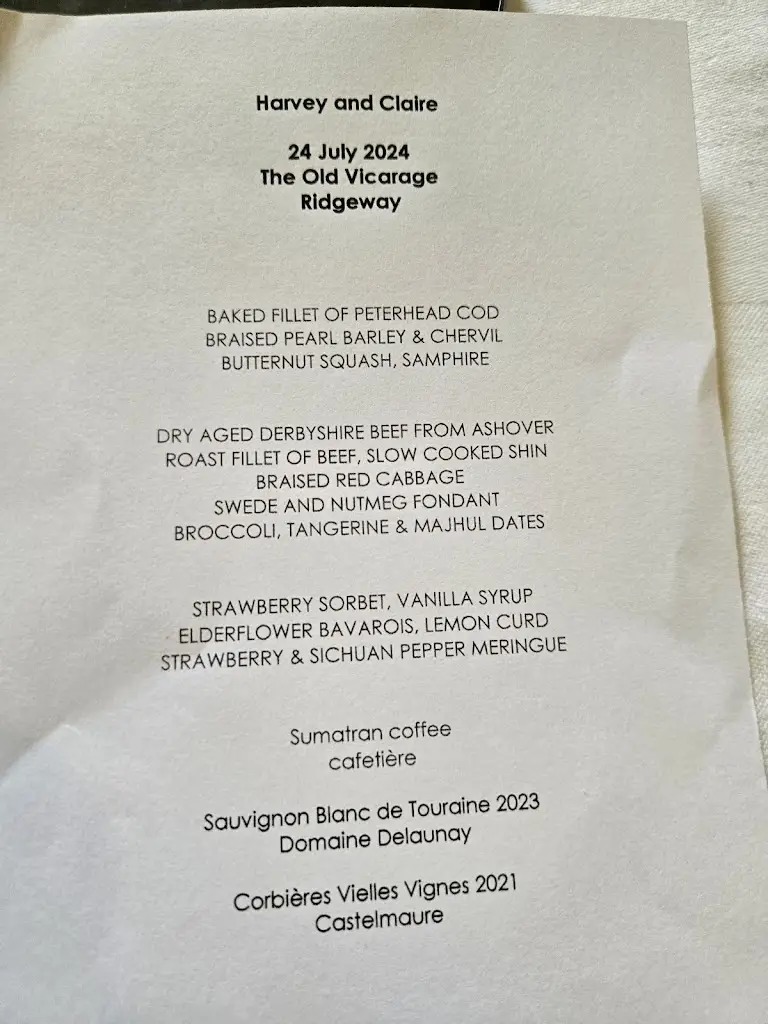 Harvey and Claire
24 July 2024
The Old Vicarage
Ridgeway
BAKED FILLET OF PETERHEAD COD
BRAISED PEARL BARLEY & CHERVIL
BUTTERNUT SQUASH, SAMPHIRE
DRY AGED DERBYSHIRE BEEF FROM ASHOVER
ROAST FILLET OF BEEF, SLOW COOKED SHIN
BRAISED RED CABBAGE
SWEDE AND NUTMEG FONDANT
BROCCOLI, TANGERINE & MAJHUL DATES
STRAWBERRY SORBET, VANILLA SYRUP
ELDERFLOWER BAVAROIS, LEMON CURD
STRAWBERRY & SICHUAN PEPPER MERINGUE
Sumatran coffee
cafetière
Sauvignon Blanc de Touraine 2023
Domaine Delaunay
Corbières Vielles Vignes 2021
Castelmaure